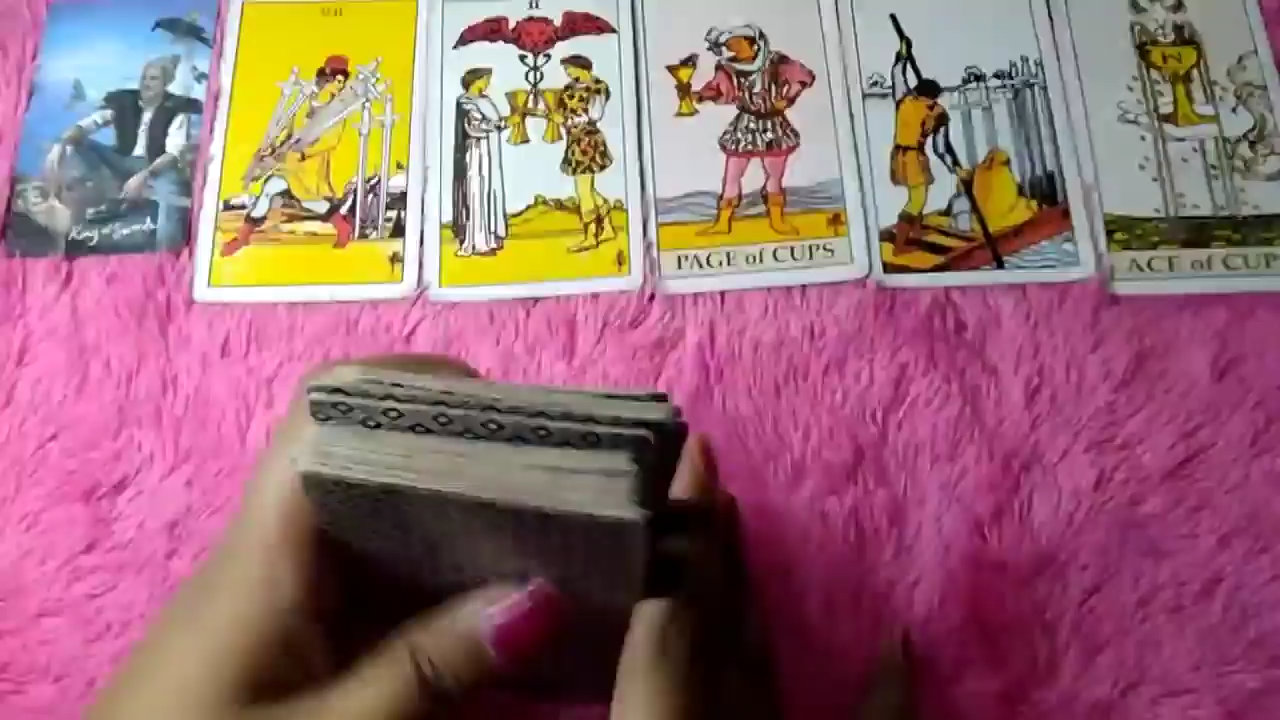 King of Swords
VII
II
PAGE of CUPS
ACE of CUPS